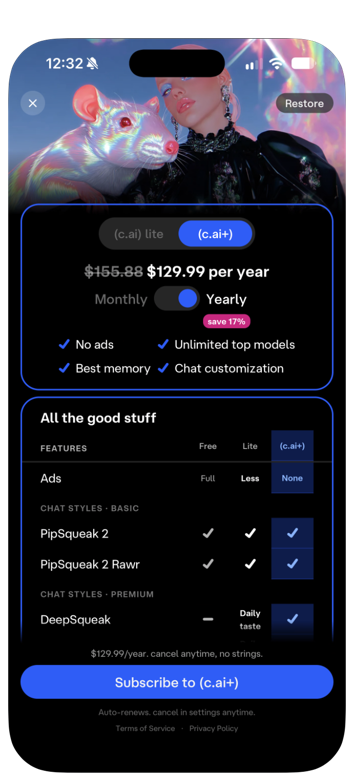 12:32
Restore
(c.ai) lite (c.ai+)
$155.88 $129.99 per year
Monthly Yearly
save 17%
No ads Unlimited top models
Best memory Chat customization
All the good stuff
FEATURES Free Lite (c.ai+)
Ads Full Less None
CHAT STYLES · BASIC
PipSqueak 2
PipSqueak 2 Rawr
CHAT STYLES · PREMIUM
DeepSqueak Daily taste
$129.99/year. cancel anytime, no strings.
Subscribe to (c.ai+)
Auto-renews. cancel in settings anytime.
Terms of Service · Privacy Policy